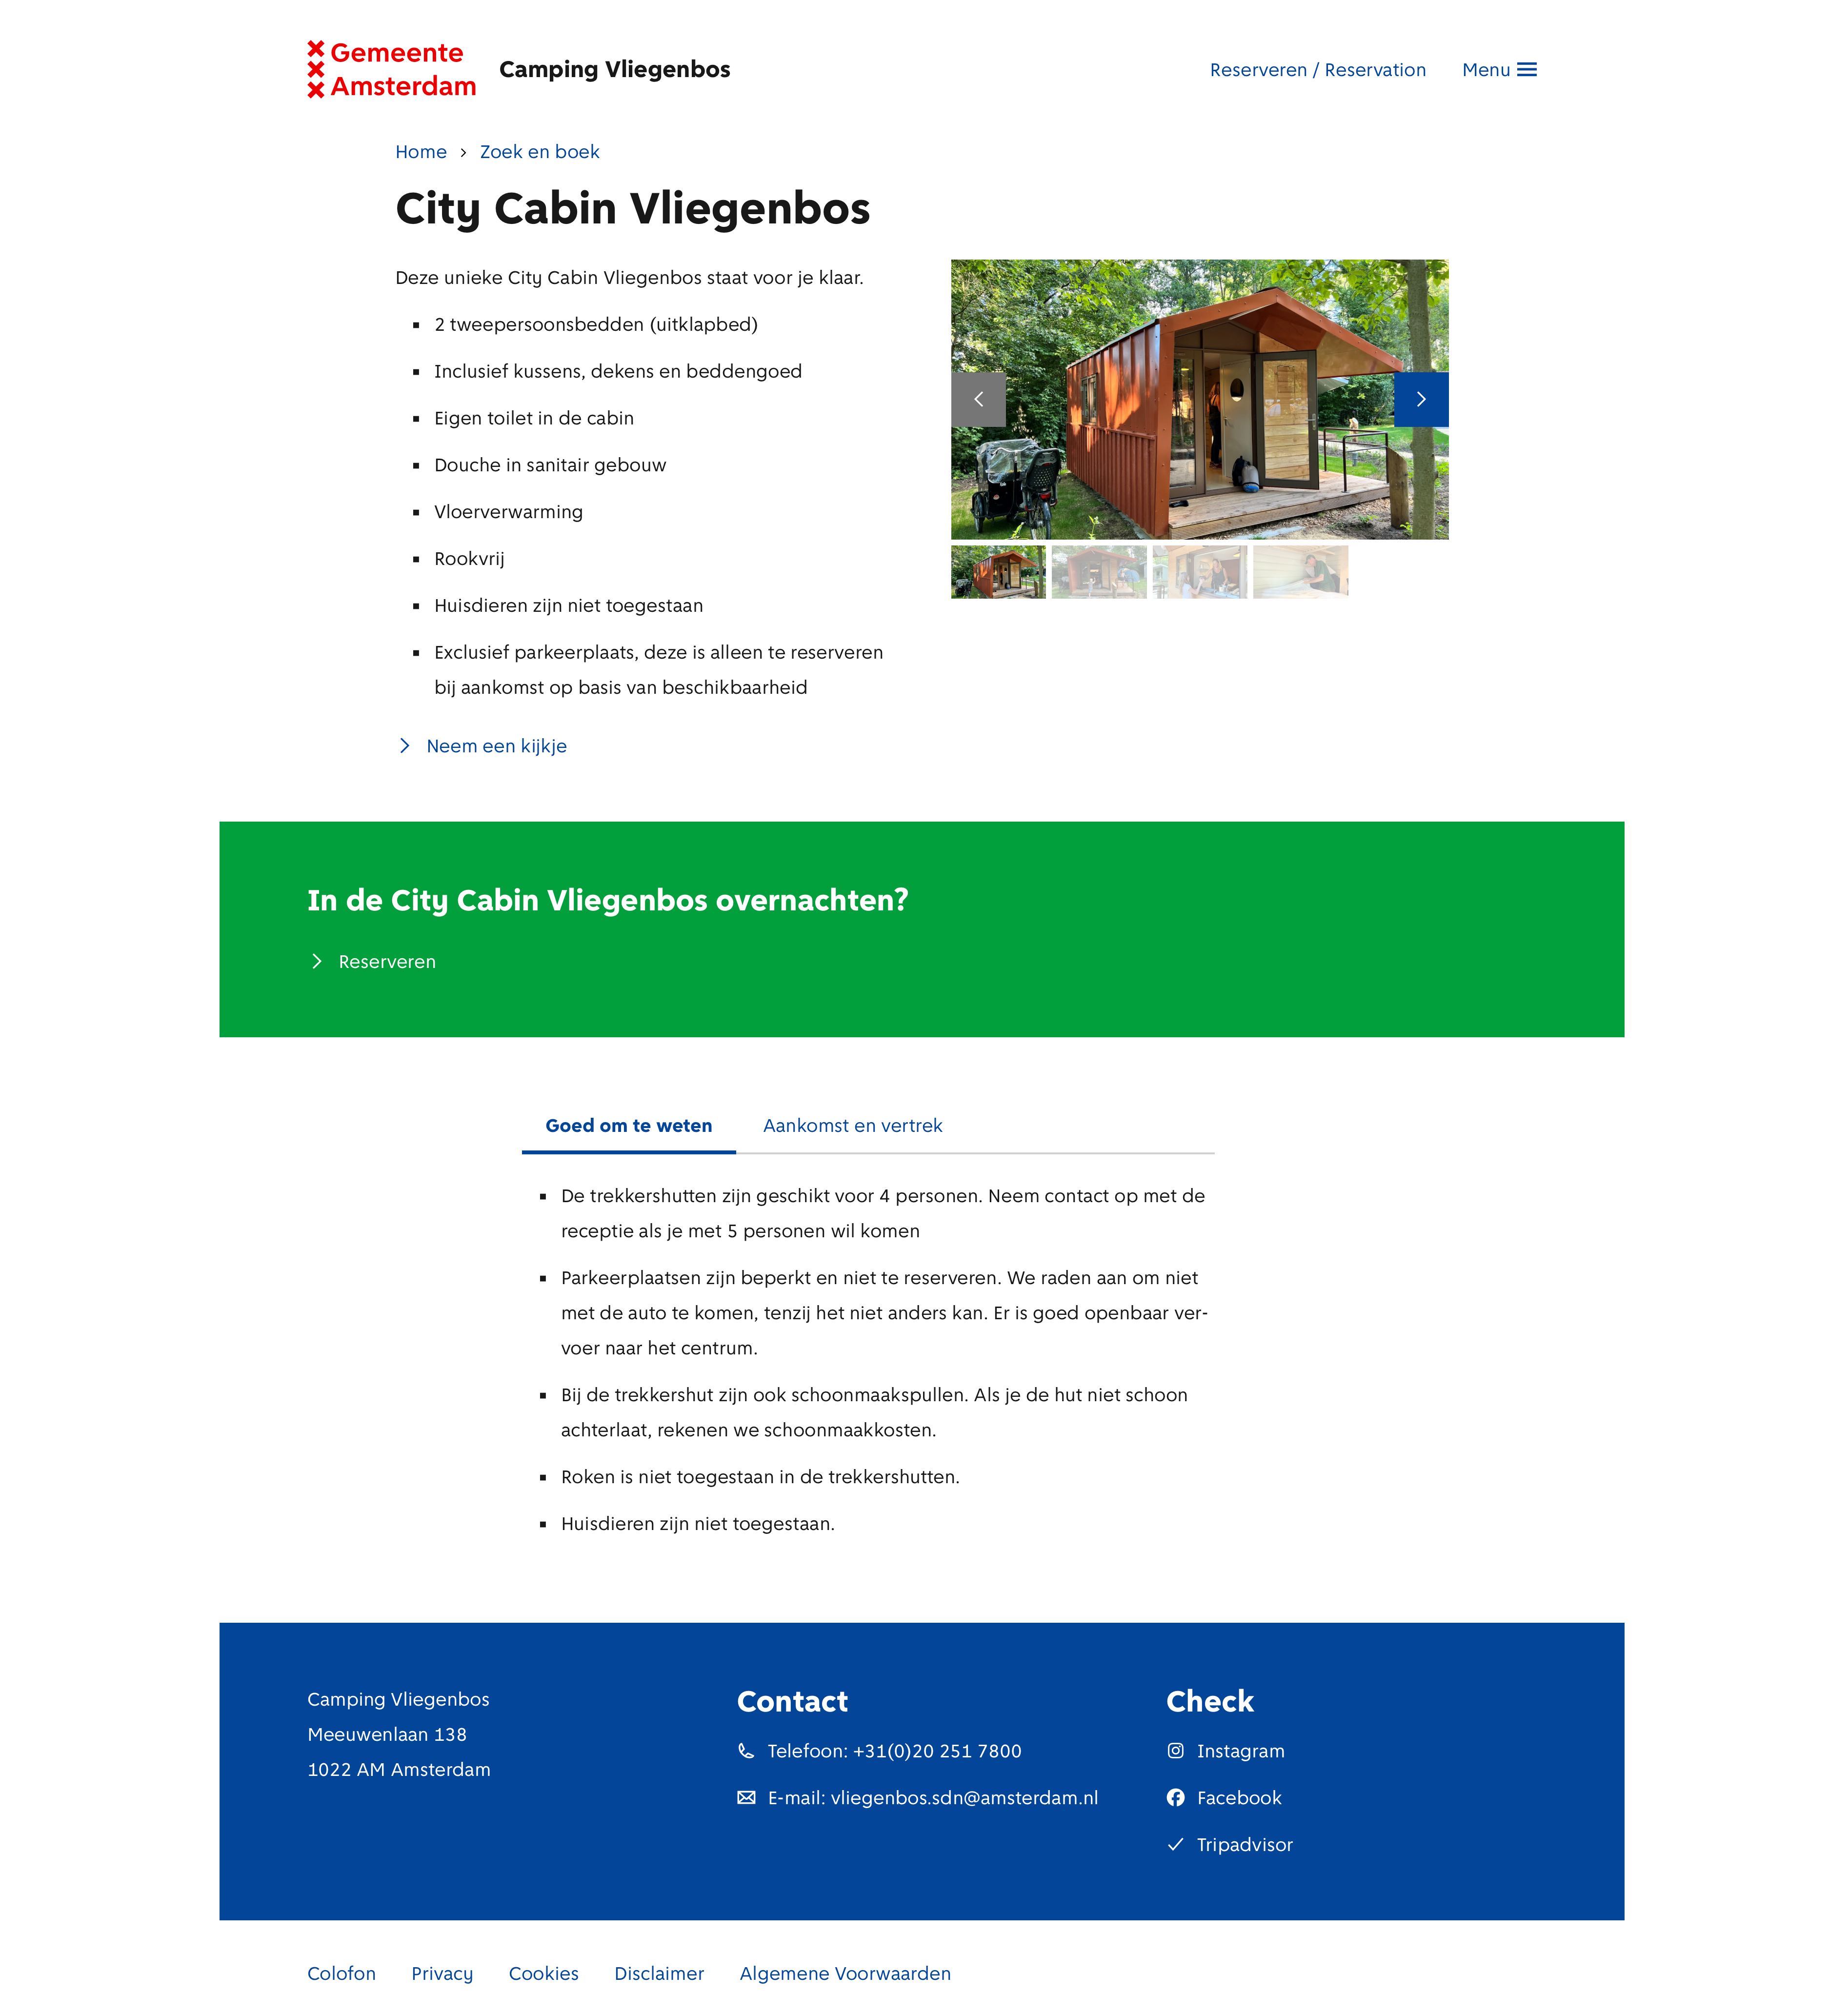 Gemeente
Amsterdam
Camping Vliegenbos
Reserveren / Reservation
Menu
Home
Zoek en boek
City Cabin Vliegenbos
Deze unieke City Cabin Vliegenbos staat voor je klaar.
2 tweepersoonsbedden (uitklapbed)
Inclusief kussens, dekens en beddengoed
Eigen toilet in de cabin
Douche in sanitair gebouw
Vloerverwarming
Rookvrij
Huisdieren zijn niet toegestaan
Exclusief parkeerplaats, deze is alleen te reserveren
bij aankomst op basis van beschikbaarheid
Neem een kijkje
In de City Cabin Vliegenbos overnachten?
Reserveren
Goed om te weten
Aankomst en vertrek
De trekkershutten zijn geschikt voor 4 personen. Neem contact op met de
receptie als je met 5 personen wil komen
Parkeerplaatsen zijn beperkt en niet te reserveren. We raden aan om niet
met de auto te komen, tenzij het niet anders kan. Er is goed openbaar ver-
voer naar het centrum.
Bij de trekkershut zijn ook schoonmaakspullen. Als je de hut niet schoon
achterlaat, rekenen we schoonmaakkosten.
Roken is niet toegestaan in de trekkershutten.
Huisdieren zijn niet toegestaan.
Camping Vliegenbos
Meeuwenlaan 138
1022 AM Amsterdam
Contact
Telefoon: +31(0)20 251 7800
E-mail: vliegenbos.sdn@amsterdam.nl
Check
Instagram
Facebook
Tripadvisor
Colofon
Privacy
Cookies
Disclaimer
Algemene Voorwaarden